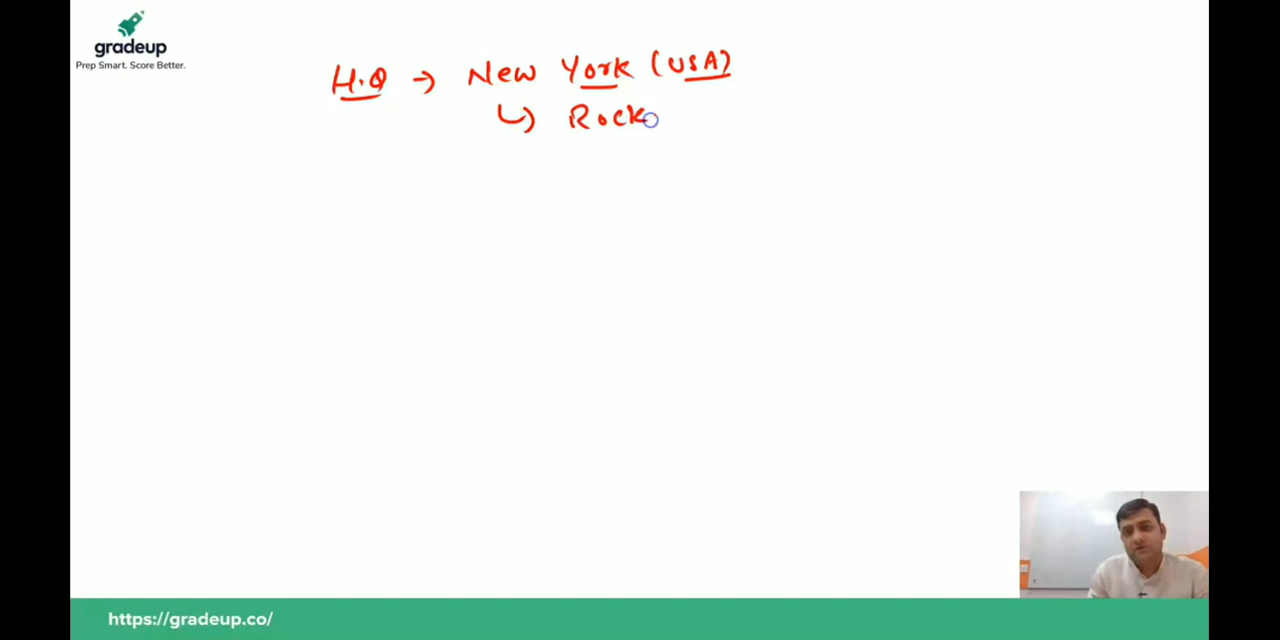 gradeup
Prep Smart. Score Better.
H.Q → New York (USA)
↳ Rock
https://gradeup.co/